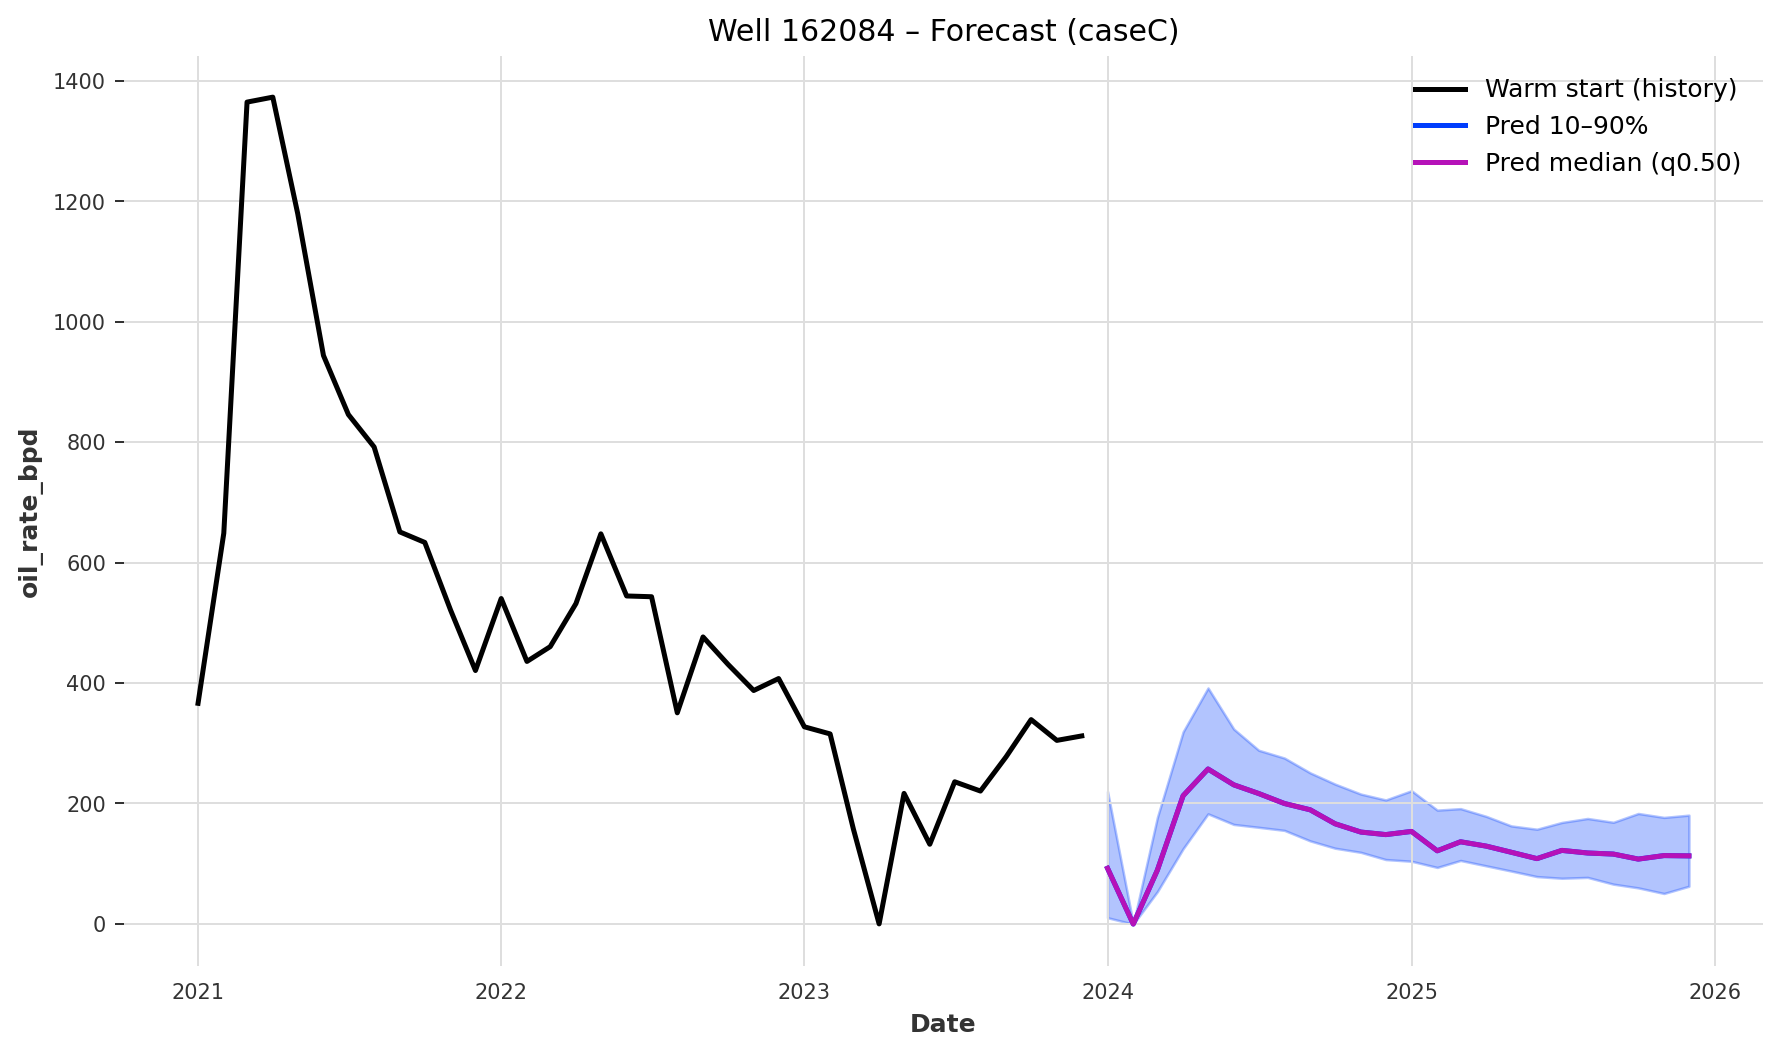 Well 162084 – Forecast (caseC)
Warm start (history)
Pred 10–90%
Pred median (q0.50)
oil_rate_bpd
1400
1200
1000
800
600
400
200
0
2021 2022 2023 2024 2025 2026
Date